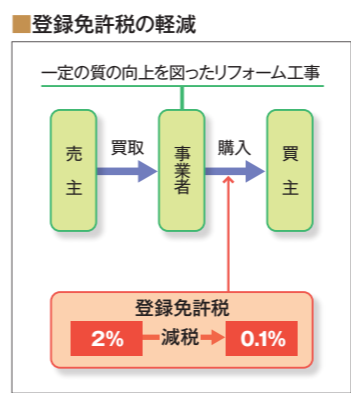 ■登録免許税の軽減
一定の質の向上を図ったリフォーム工事
売主
買取
事業者
購入
買主
登録免許税
2%
減税
0.1%